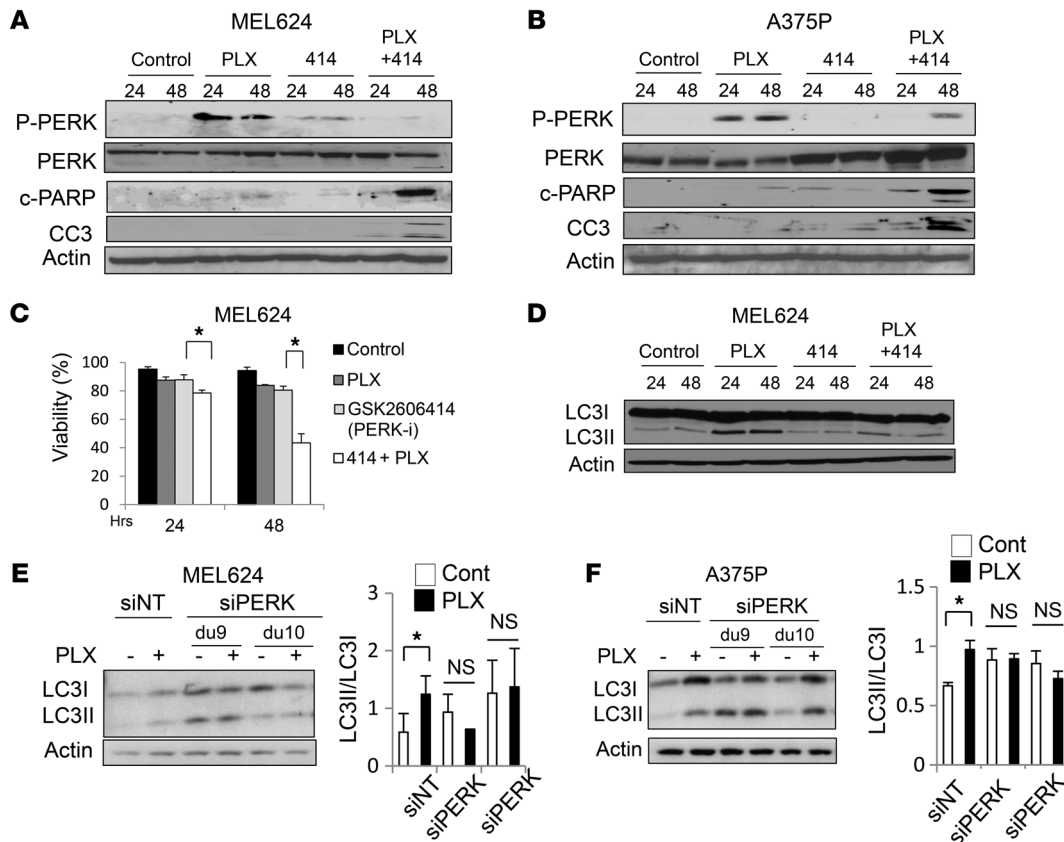 A
MEL624
Control PLX 414 PLX +414
24 48 24 48 24 48 24 48
P-PERK
PERK
c-PARP
CC3
Actin
B
A375P
Control PLX 414 PLX +414
24 48 24 48 24 48 24 48
P-PERK
PERK
c-PARP
CC3
Actin
C
MEL624
Viability (%)
100
80
60
40
20
0
* *
Hrs 24 48
Control
PLX
GSK2606414
(PERK-i)
414 + PLX
D
MEL624
Control PLX 414 PLX +414
24 48 24 48 24 48 24 48
LC3I
LC3II
Actin
E
MEL624
siNT siPERK
du9 du10
PLX - + - + - +
LC3I
LC3II
Actin
Cont
PLX
LC3II/LC3I
3
2
1
0
* NS NS
siNT siPERK siPERK
F
A375P
siNT siPERK
du9 du10
PLX - + - + - +
LC3I
LC3II
Actin
Cont
PLX
LC3II/LC3I
1.5
1
0.5
0
* NS NS
siNT siPERK siPERK